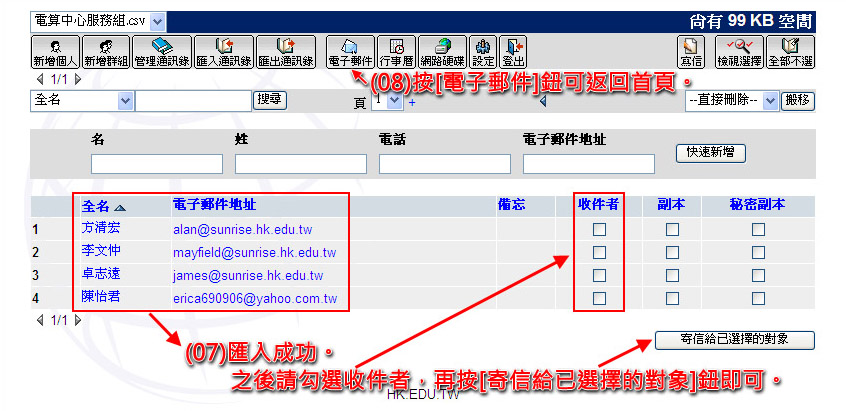 電算中心服務組.csv 尚有 99 KB 空間
新增個人 新增群組 管理通訊錄 匯入通訊錄 匯出通訊錄 電子郵件 行事曆 網路硬碟 設定 登出 寫信 檢視選擇 全部不選
1/1
(08)按[電子郵件]鈕可返回首頁。
全名 搜尋 頁 1 + --直接刪除-- 搬移
名 姓 電話 電子郵件地址
快速新增
全名 電子郵件地址 備忘 收件者 副本 秘密副本
1 方清宏 alan@sunrise.hk.edu.tw
2 李文仲 mayfield@sunrise.hk.edu.tw
3 卓志遠 james@sunrise.hk.edu.tw
4 陳怡君 erica690906@yahoo.com.tw
1/1
寄信給已選擇的對象
(07)匯入成功。
之後請勾選收件者，再按[寄信給已選擇的對象]鈕即可。
HK.EDU.TW